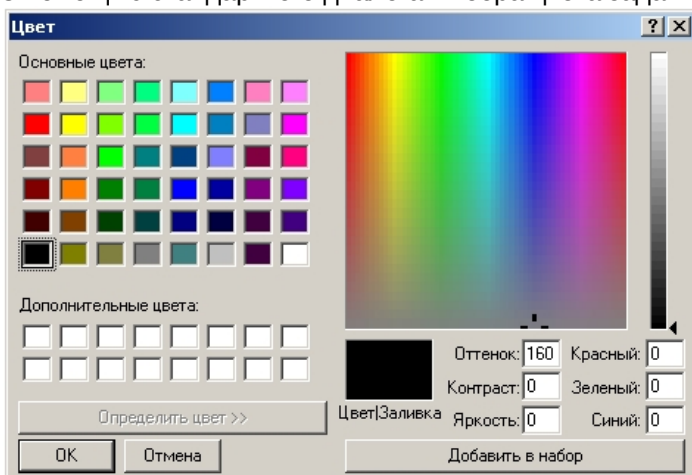 Цвет
Основные цвета:
Дополнительные цвета:
Определить цвет >>
OK Отмена
Цвет|Заливка
Оттенок: 160 Красный: 0
Контраст: 0 Зеленый: 0
Яркость: 0 Синий: 0
Добавить в набор